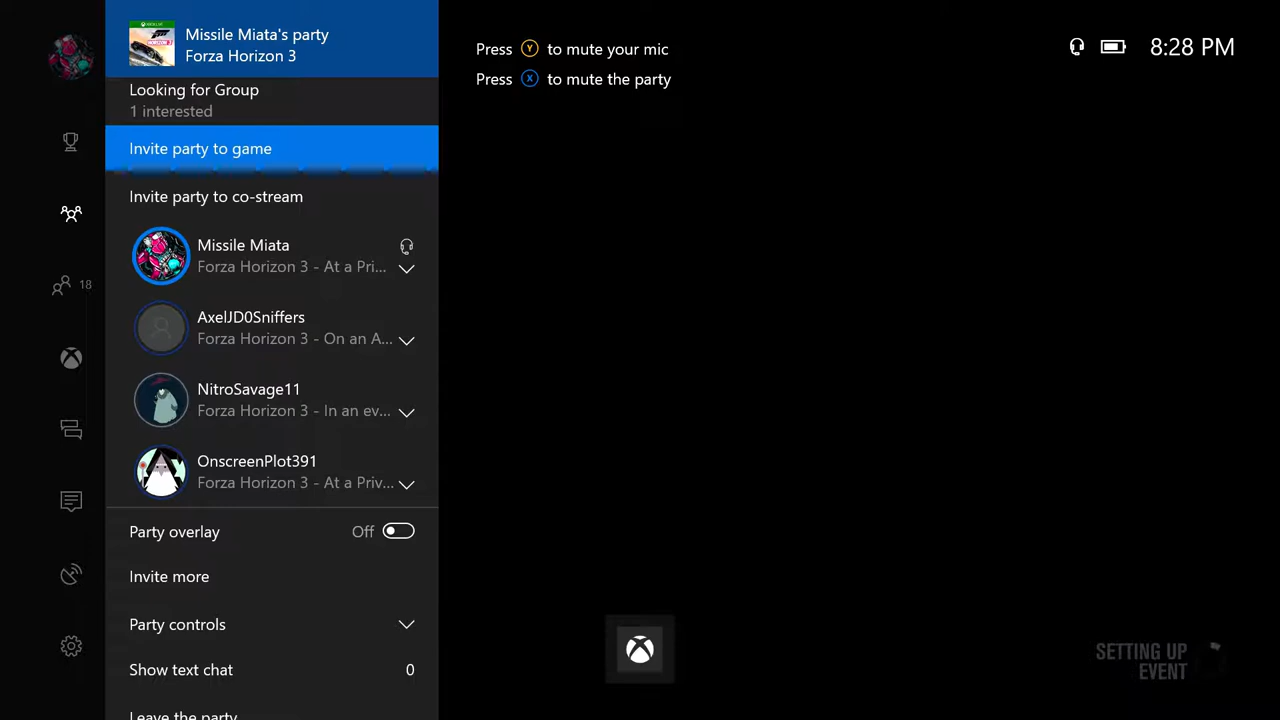 Missile Miata's party
Forza Horizon 3
Looking for Group
1 interested
Invite party to game
Invite party to co-stream
Missile Miata
Forza Horizon 3 - At a Pri...
AxelJD0Sniffers
Forza Horizon 3 - On an A...
NitroSavage11
Forza Horizon 3 - In an ev...
OnscreenPlot391
Forza Horizon 3 - At a Priv...
Party overlay Off
Invite more
Party controls
Show text chat 0
Leave the party
18
Press Y to mute your mic
Press X to mute the party
8:28 PM
SETTING UP
EVENT